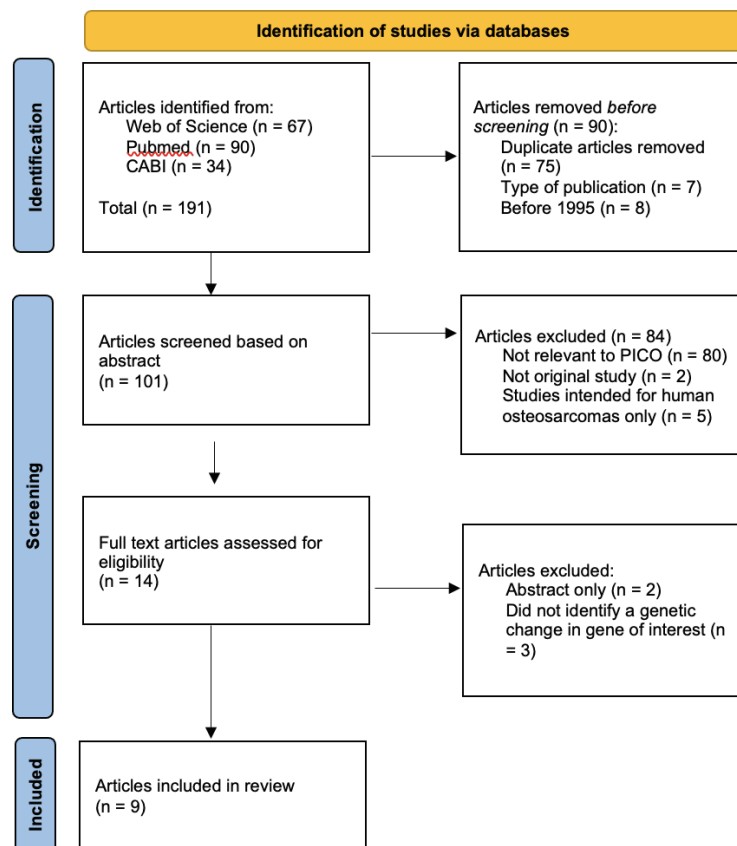 Identification of studies via databases
Identification
Articles identified from:
Web of Science (n = 67)
Pubmed (n = 90)
CABI (n = 34)
Total (n = 191)
Articles removed before
screening (n = 90):
Duplicate articles removed
(n = 75)
Type of publication (n = 7)
Before 1995 (n = 8)
Screening
Articles screened based on
abstract
(n = 101)
Articles excluded (n = 84)
Not relevant to PICO (n = 80)
Not original study (n = 2)
Studies intended for human
osteosarcomas only (n = 5)
Full text articles assessed for
eligibility
(n = 14)
Articles excluded:
Abstract only (n = 2)
Did not identify a genetic
change in gene of interest (n
= 3)
Included
Articles included in review
(n = 9)